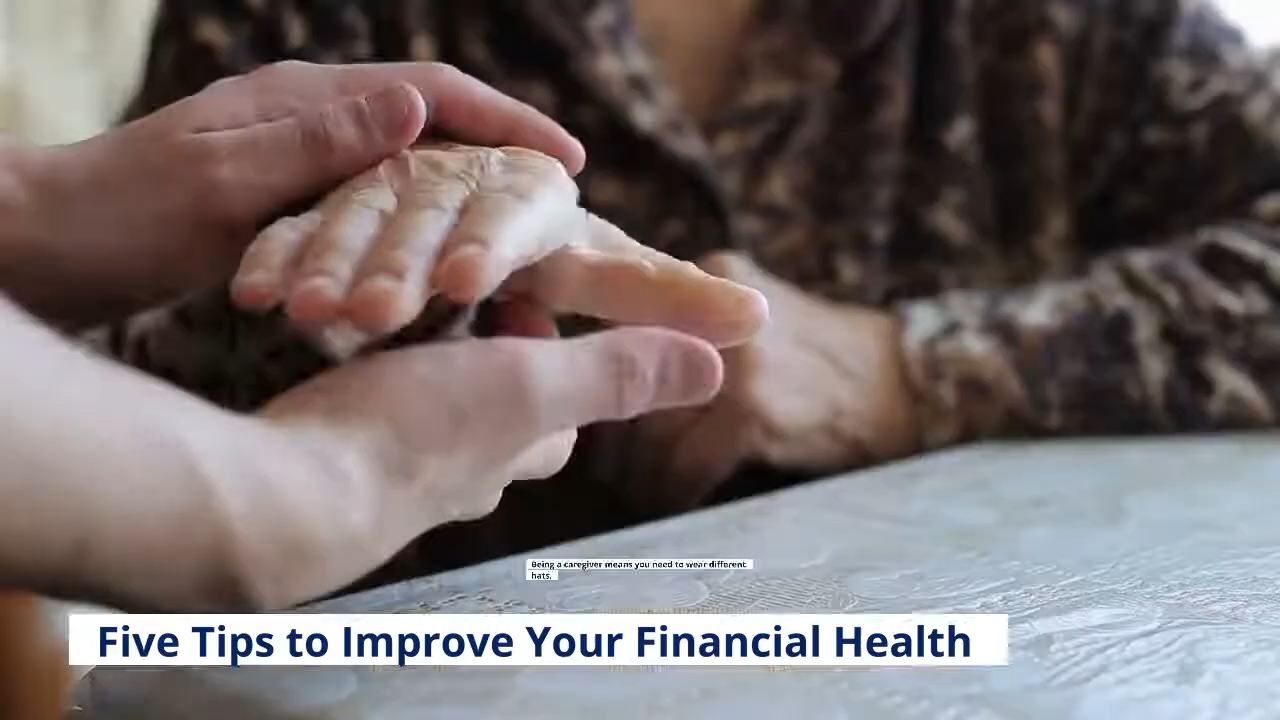 Being a caregiver means you need to wear different
hats.
Five Tips to Improve Your Financial Health